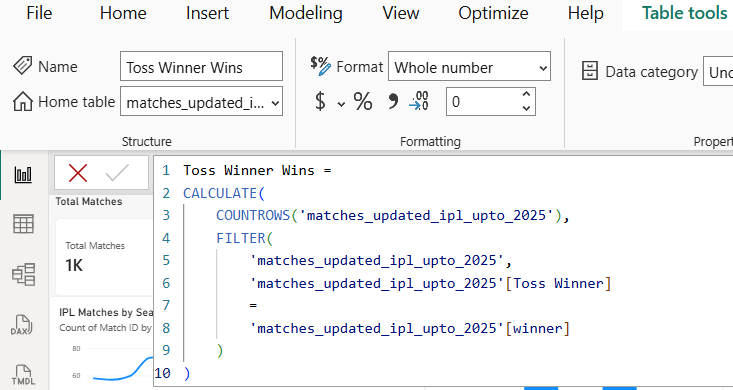 File Home Insert Modeling View Optimize Help Table tools
Name Toss Winner Wins
Home table matches_updated_i...
Structure
$% Format Whole number
$ % 9 .00 →.0 0
Formatting
Data category Unc
Propert
Total Matches
Total Matches
1K
IPL Matches by Sea
Count of Match ID by
80
60
DAX
TMDL
1 Toss Winner Wins =
2 CALCULATE(
3 COUNTROWS('matches_updated_ipl_upto_2025'),
4 FILTER(
5 'matches_updated_ipl_upto_2025',
6 'matches_updated_ipl_upto_2025'[Toss Winner]
7 =
8 'matches_updated_ipl_upto_2025'[winner]
9 )
10 )